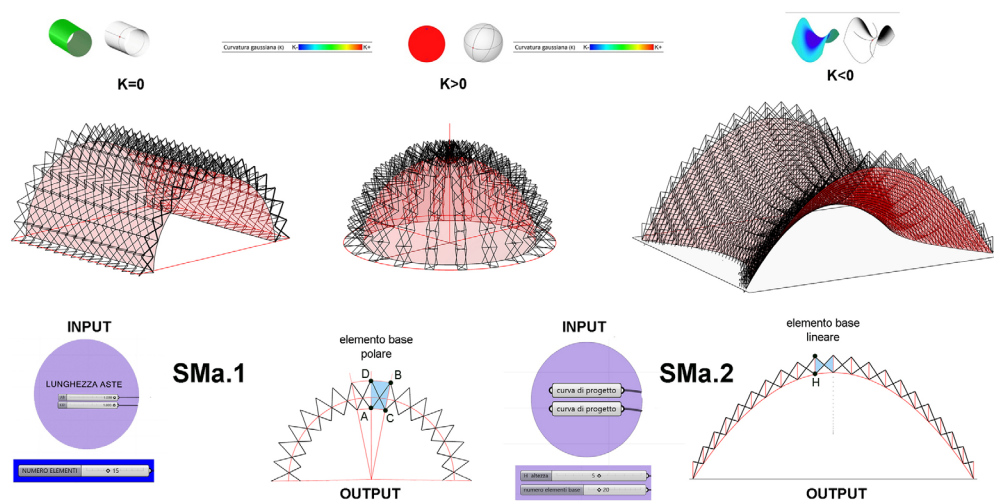 Curvatura gaussiana (K) K- K+
Curvatura gaussiana (K) K- K+
K=0
K>0
K<0
INPUT
LUNGHEZZA ASTE
NUMERO ELEMENTI 15
SMa.1
elemento base
polare
D
B
A
C
OUTPUT
INPUT
curva di progetto
curva di progetto
H_altezza 5
numero elementi base 20
SMa.2
elemento base
lineare
H
OUTPUT